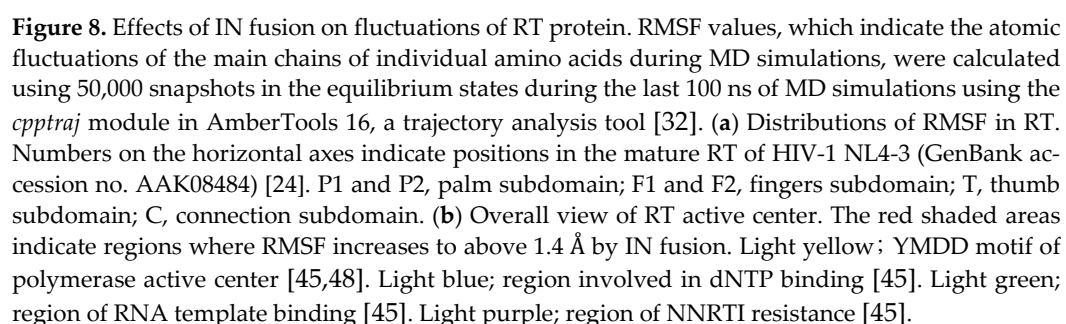 Figure 8. Effects of IN fusion on fluctuations of RT protein. RMSF values, which indicate the atomic
fluctuations of the main chains of individual amino acids during MD simulations, were calculated
using 50,000 snapshots in the equilibrium states during the last 100 ns of MD simulations using the
cpptraj module in AmberTools 16, a trajectory analysis tool [32]. (a) Distributions of RMSF in RT.
Numbers on the horizontal axes indicate positions in the mature RT of HIV-1 NL4-3 (GenBank ac-
cession no. AAK08484) [24]. P1 and P2, palm subdomain; F1 and F2, fingers subdomain; T, thumb
subdomain; C, connection subdomain. (b) Overall view of RT active center. The red shaded areas
indicate regions where RMSF increases to above 1.4 Å by IN fusion. Light yellow; YMDD motif of
polymerase active center [45,48]. Light blue; region involved in dNTP binding [45]. Light green;
region of RNA template binding [45]. Light purple; region of NNRTI resistance [45].